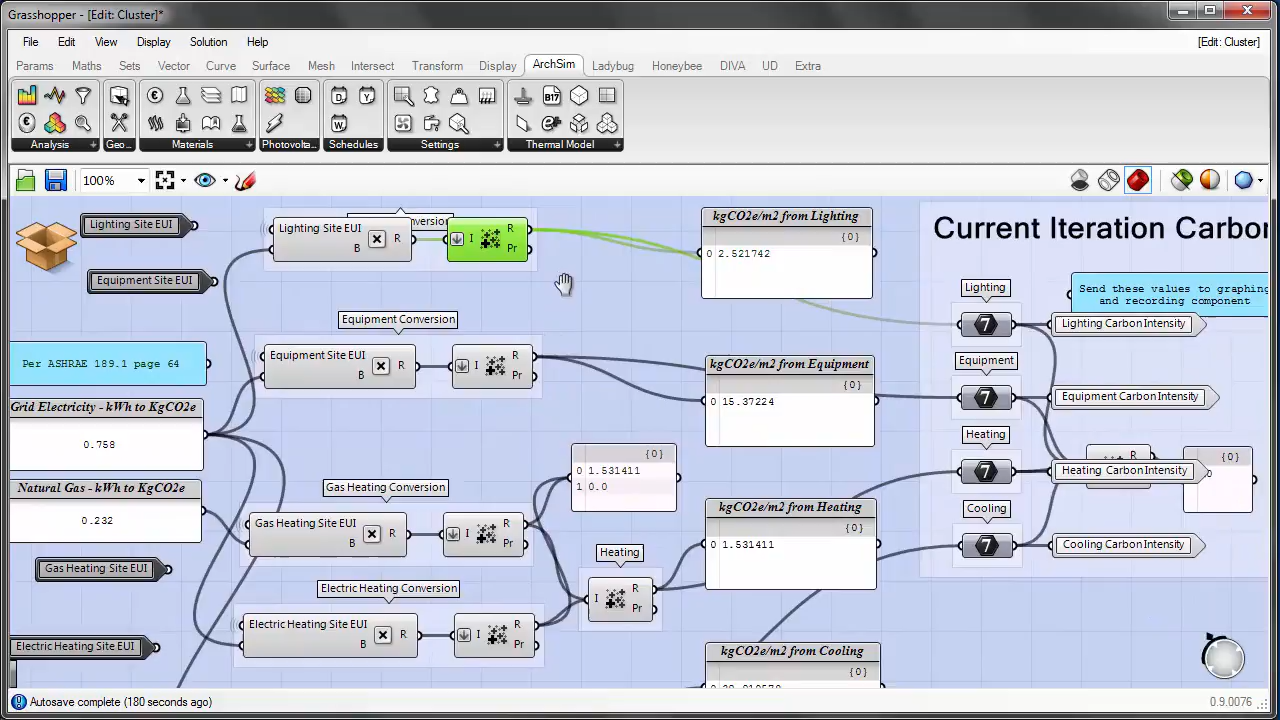 Grasshopper - [Edit: Cluster]*
File Edit View Display Solution Help
[Edit: Cluster]
Params Maths Sets Vector Curve Surface Mesh Intersect Transform Display ArchSim Ladybug Honeybee DIVA UD Extra
B17
Analysis Geo... Materials Photovolta... Schedules Settings Thermal Model
100%
Lighting Site EUI
Equipment Site EUI
Per ASHRAE 189.1 page 64
Grid Electricity - kWh to KgCO2e
0.758
Natural Gas - kWh to KgCO2e
0.232
Gas Heating Site EUI
Electric Heating Site EUI
Lighting Site EUI
B
R
I
R
Pr
Equipment Conversion
Equipment Site EUI
B
R
I
R
Pr
Gas Heating Conversion
Gas Heating Site EUI
B
R
I
R
Pr
Electric Heating Conversion
Electric Heating Site EUI
B
R
I
R
Pr
{0}
0 1.531411
1 0.0
Heating
I
R
Pr
kgCO2e/m2 from Lighting
{0}
0 2.521742
kgCO2e/m2 from Equipment
{0}
0 15.37224
kgCO2e/m2 from Heating
{0}
0 1.531411
kgCO2e/m2 from Cooling
{0}
Current Iteration Carbon
Send these values to graphing
and recording component
Lighting
7
Lighting Carbon Intensity
Equipment
7
Equipment Carbon Intensity
Heating
7
Heating Carbon Intensity
R
{0}
Cooling
7
Cooling Carbon Intensity
Autosave complete (180 seconds ago)
0.9.0076